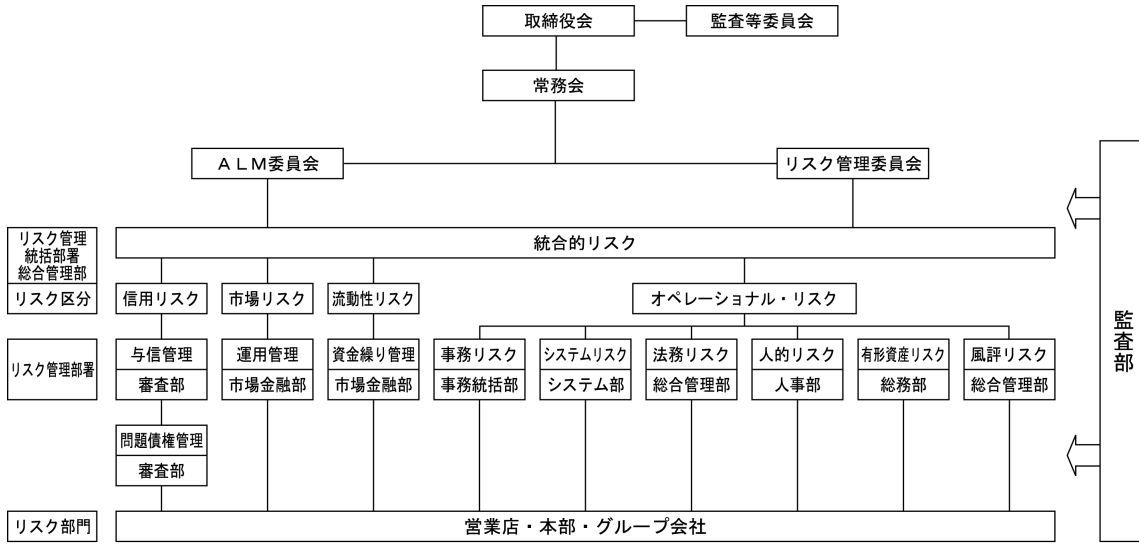 取締役会
監査等委員会
常務会
ALM委員会
リスク管理委員会
リスク管理
統括部署
総合管理部
統合的リスク
リスク区分
信用リスク
市場リスク
流動性リスク
オペレーショナル・リスク
リスク管理部署
与信管理
審査部
運用管理
市場金融部
資金繰り管理
市場金融部
事務リスク
事務統括部
システムリスク
システム部
法務リスク
総合管理部
人的リスク
人事部
有形資産リスク
総務部
風評リスク
総合管理部
問題債権管理
審査部
リスク部門
営業店・本部・グループ会社
監査部